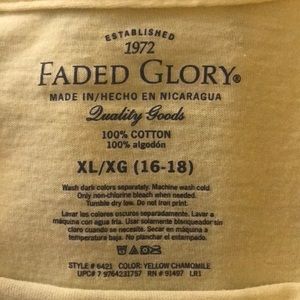 ESTABLISHED
1972
FADED GLORY®
MADE IN/HECHO EN NICARAGUA
Quality Goods
100% COTTON
100% algodón
XL/XG (16-18)
Wash dark colors separately. Machine wash cold
Only non-chlorine bleach when needed.
Tumble dry low. Do not iron print.
Lavar los colores oscuros separadamente. Lavar a
máquina con agua fría. Usar solamente blanqueador sin
cloro cuando se necesite. Secar en máquina a
temperatura baja. No planchar el estampado.
STYLE # 6421 COLOR: YELLOW CHAMOMILE
UPC# 7 9764231757 RN # 91497 LR1